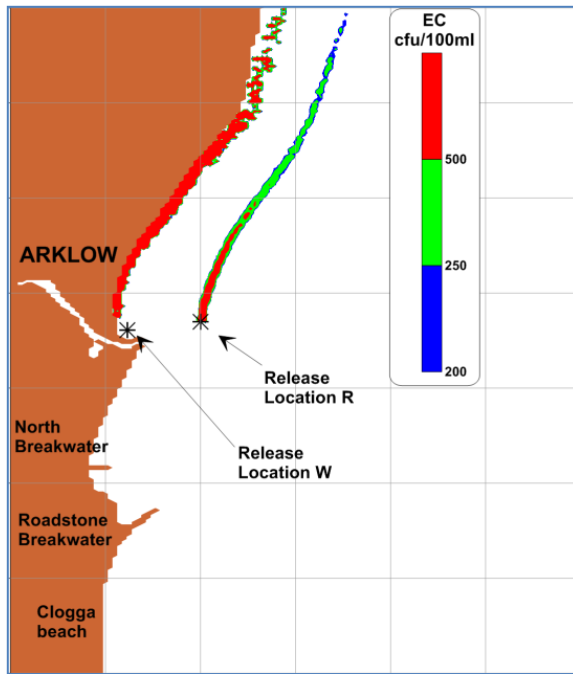 EC
cfu/100ml
500
250
200
ARKLOW
Release
Location R
North
Breakwater
Release
Location W
Roadstone
Breakwater
Clogga
beach